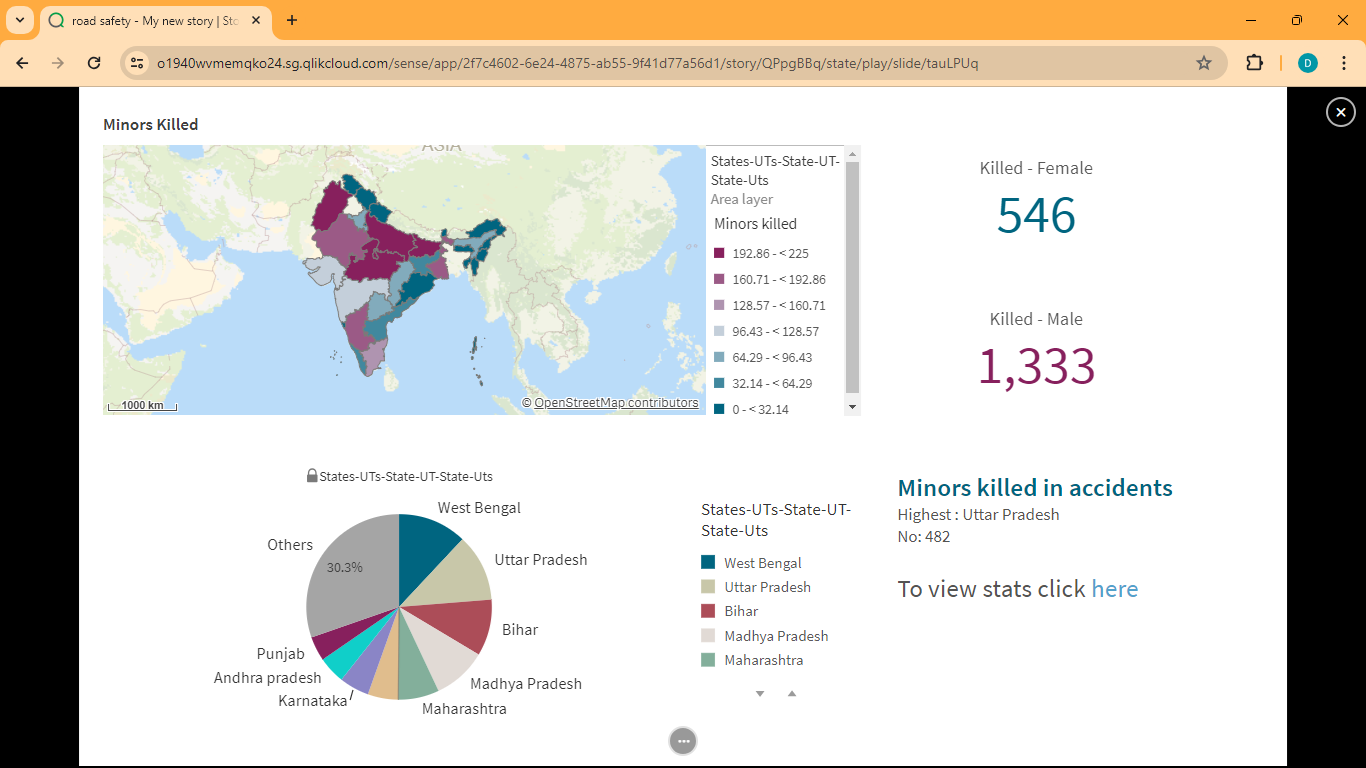 road safety - My new story | Sto
o1940wvmemqko24.sg.qlikcloud.com/sense/app/2f7c4602-6e24-4875-ab55-9f41d77a56d1/story/QPpgBBq/state/play/slide/tauLPUq
D
Minors Killed
ASIA
1000 km
© OpenStreetMap contributors
States-UTs-State-UT-
State-Uts
Area layer
Minors killed
192.86 - < 225
160.71 - < 192.86
128.57 - < 160.71
96.43 - < 128.57
64.29 - < 96.43
32.14 - < 64.29
0 - < 32.14
Killed - Female
546
Killed - Male
1,333
States-UTs-State-UT-State-Uts
West Bengal
Others
Uttar Pradesh
30.3%
Bihar
Punjab
Andhra pradesh
Madhya Pradesh
Karnataka
Maharashtra
States-UTs-State-UT-
State-Uts
West Bengal
Uttar Pradesh
Bihar
Madhya Pradesh
Maharashtra
Minors killed in accidents
Highest : Uttar Pradesh
No: 482
To view stats click here